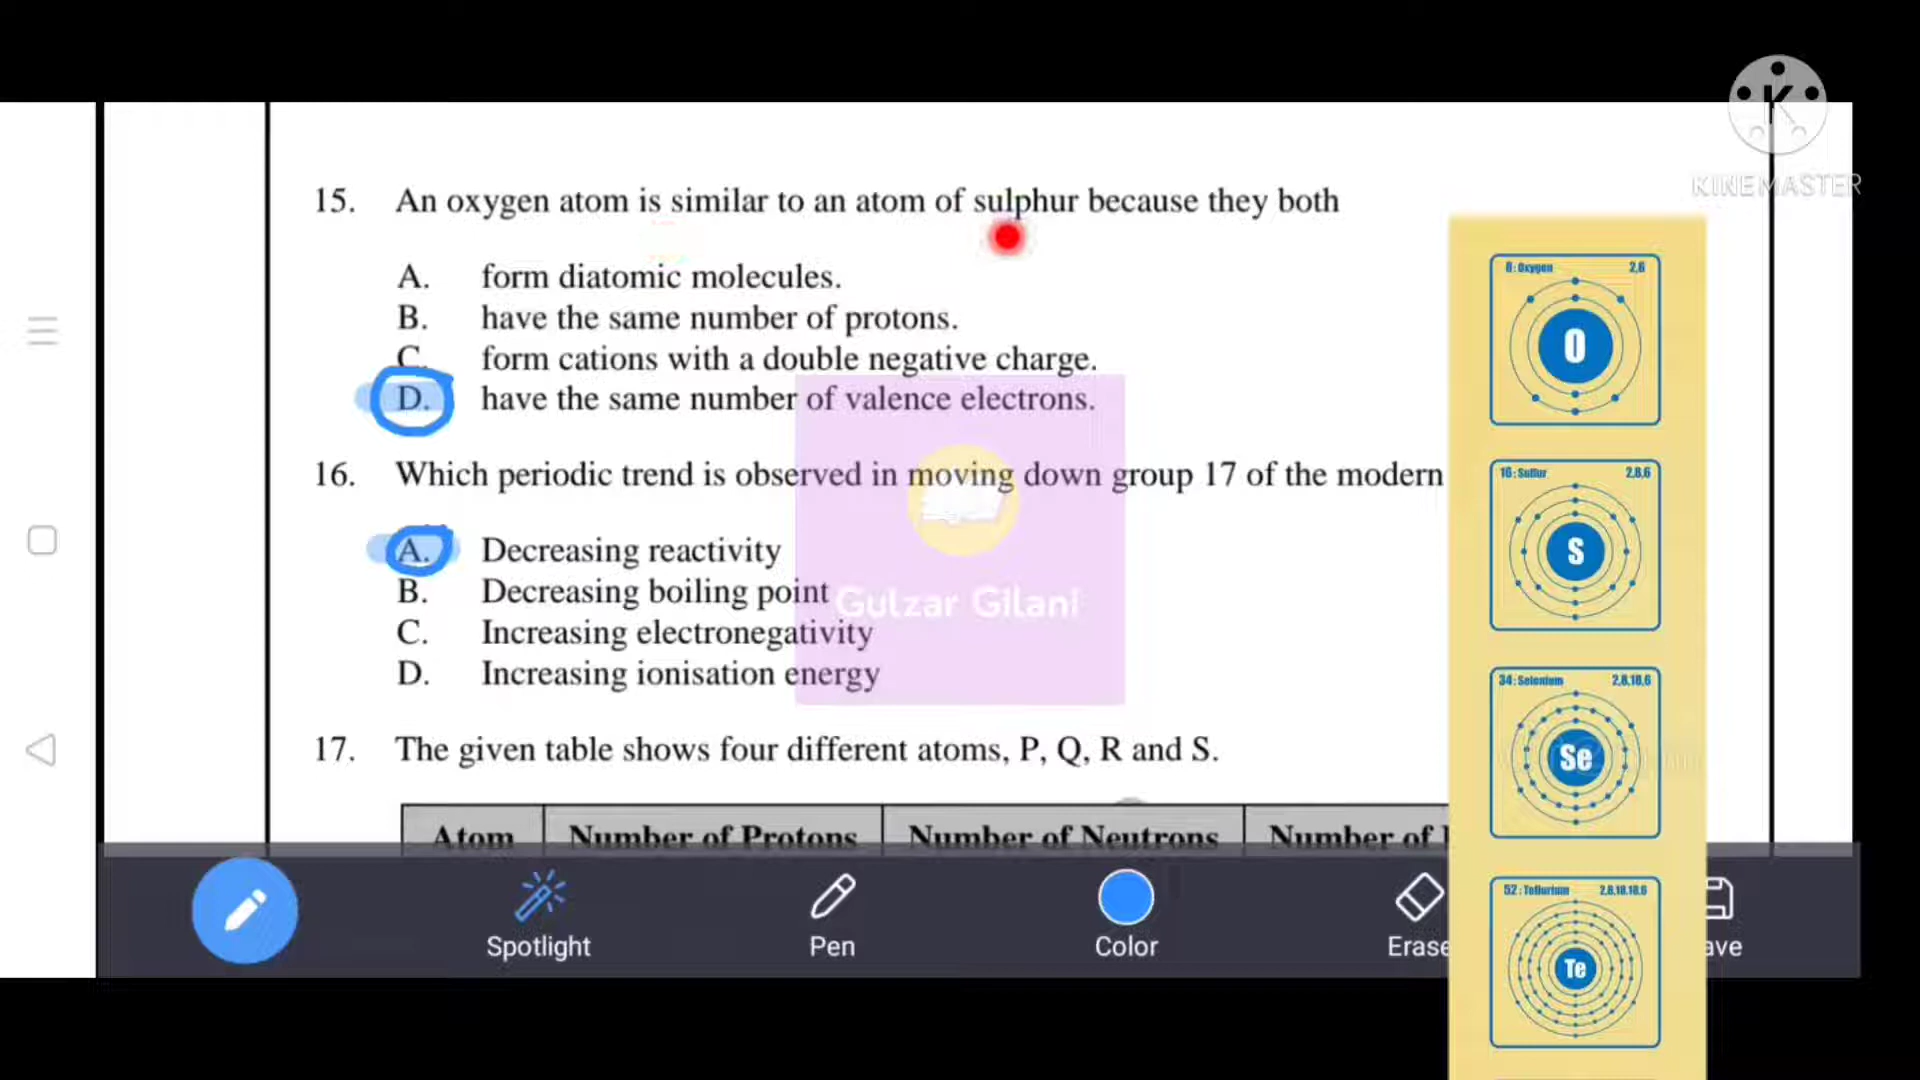 KINEMASTER
15. An oxygen atom is similar to an atom of sulphur because they both
A. form diatomic molecules.
B. have the same number of protons.
C. form cations with a double negative charge.
D. have the same number of valence electrons.
16. Which periodic trend is observed in moving down group 17 of the modern
A. Decreasing reactivity
B. Decreasing boiling point
C. Increasing electronegativity
D. Increasing ionisation energy
Gulzar Gilani
17. The given table shows four different atoms, P, Q, R and S.
Atom Number of Protons Number of Neutrons Number of
Spotlight Pen Color Erase ave
8: Oxygen 2,6
O
16: Sulfur 2,8,6
S
34: Selenium 2,8,18,6
Se
52: Tellurium 2,8,18,18,6
Te